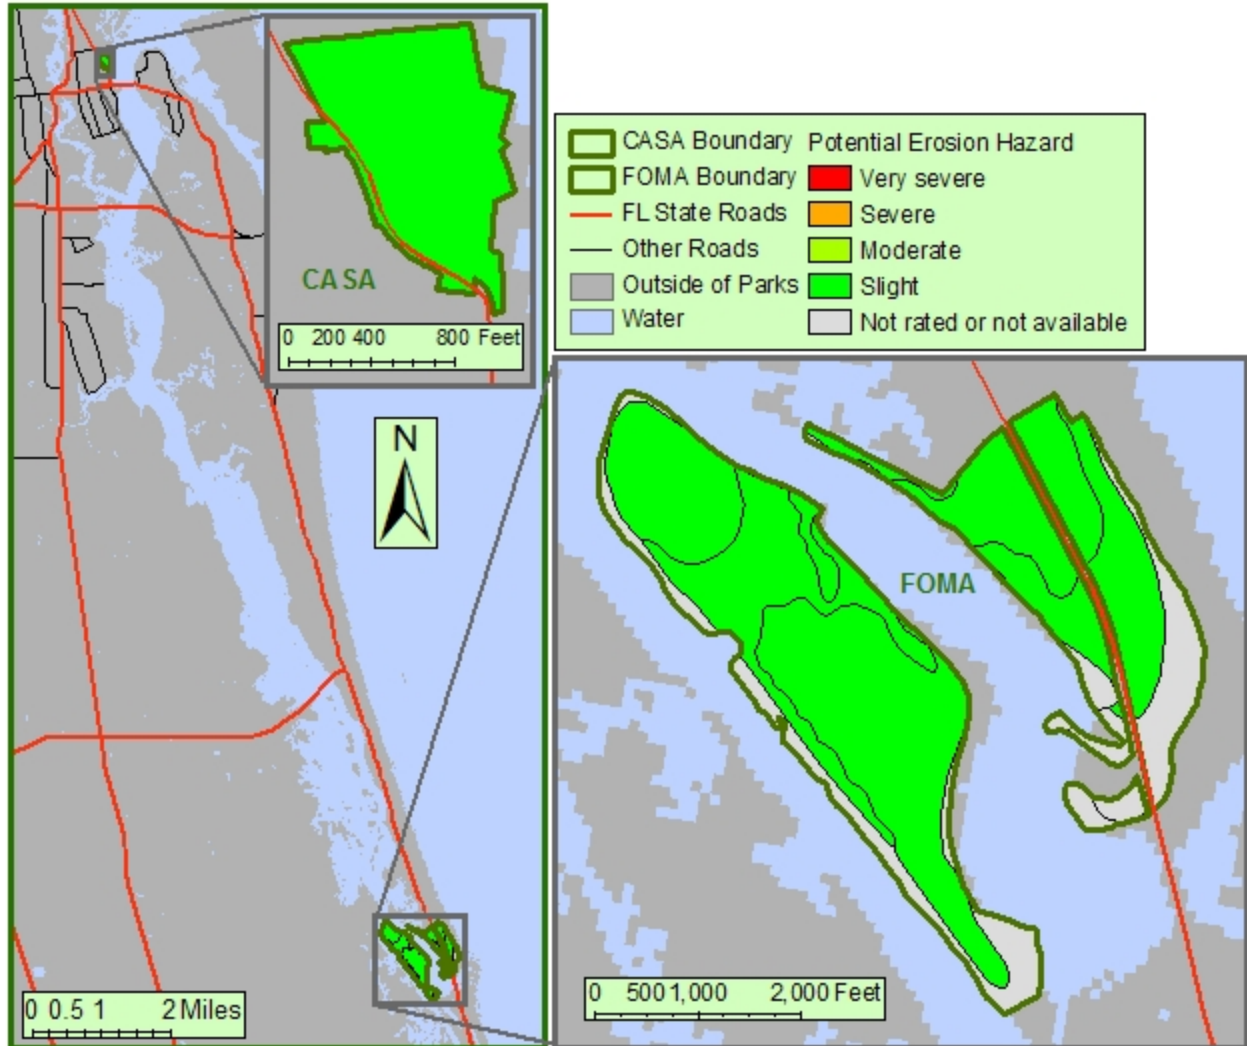 CASA
0 200 400 800 Feet
CASA Boundary
FOMA Boundary
FL State Roads
Other Roads
Outside of Parks
Water
Potential Erosion Hazard
Very severe
Severe
Moderate
Slight
Not rated or not available
N
FOMA
0 0.5 1 2 Miles
0 500 1,000 2,000 Feet